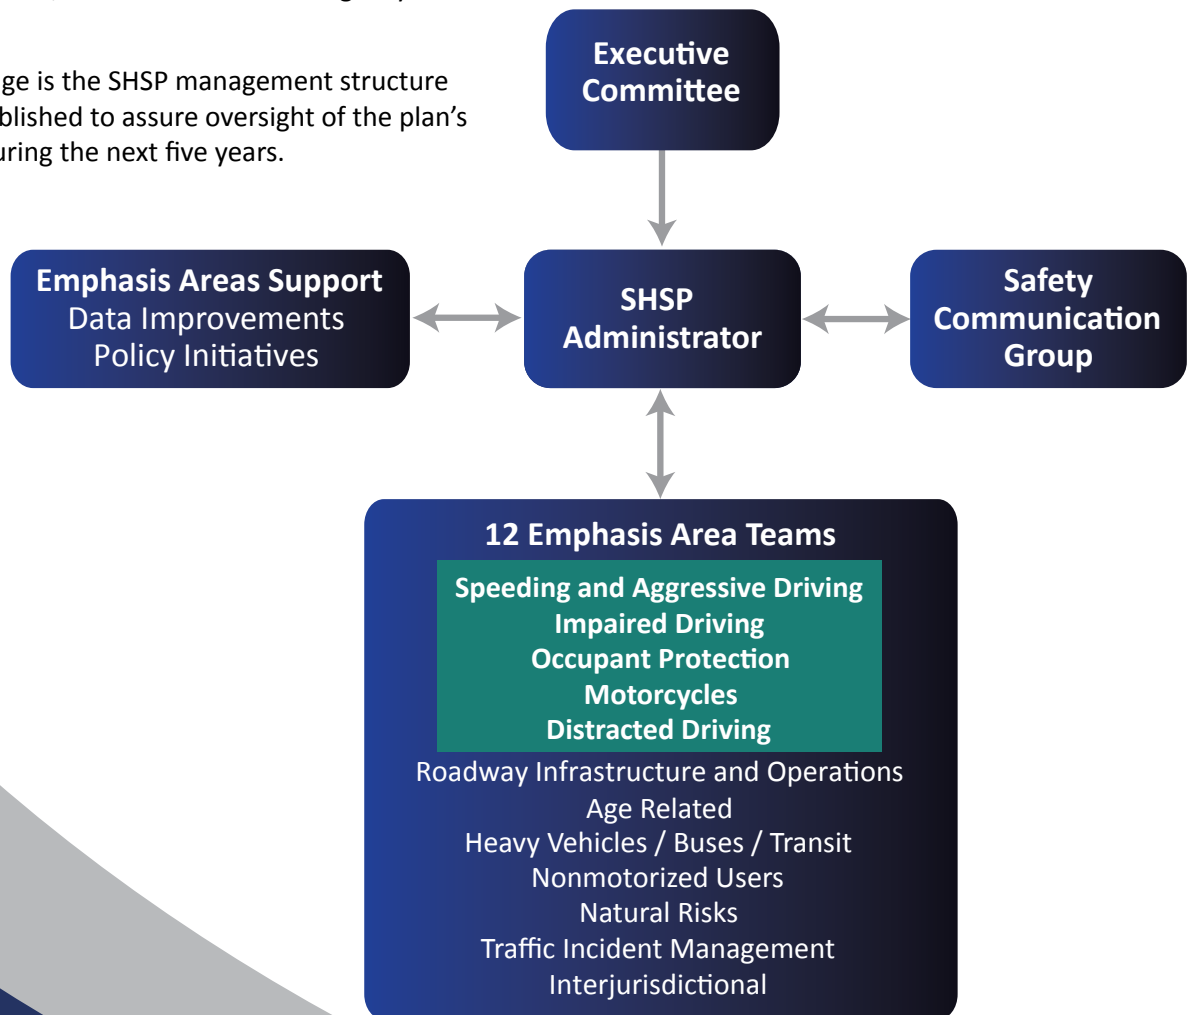 Executive
Committee
ge is the SHSP management structure
blished to assure oversight of the plan’s
uring the next five years.
Emphasis Areas Support
Data Improvements
Policy Initiatives
SHSP
Administrator
Safety
Communication
Group
12 Emphasis Area Teams
Speeding and Aggressive Driving
Impaired Driving
Occupant Protection
Motorcycles
Distracted Driving
Roadway Infrastructure and Operations
Age Related
Heavy Vehicles / Buses / Transit
Nonmotorized Users
Natural Risks
Traffic Incident Management
Interjurisdictional